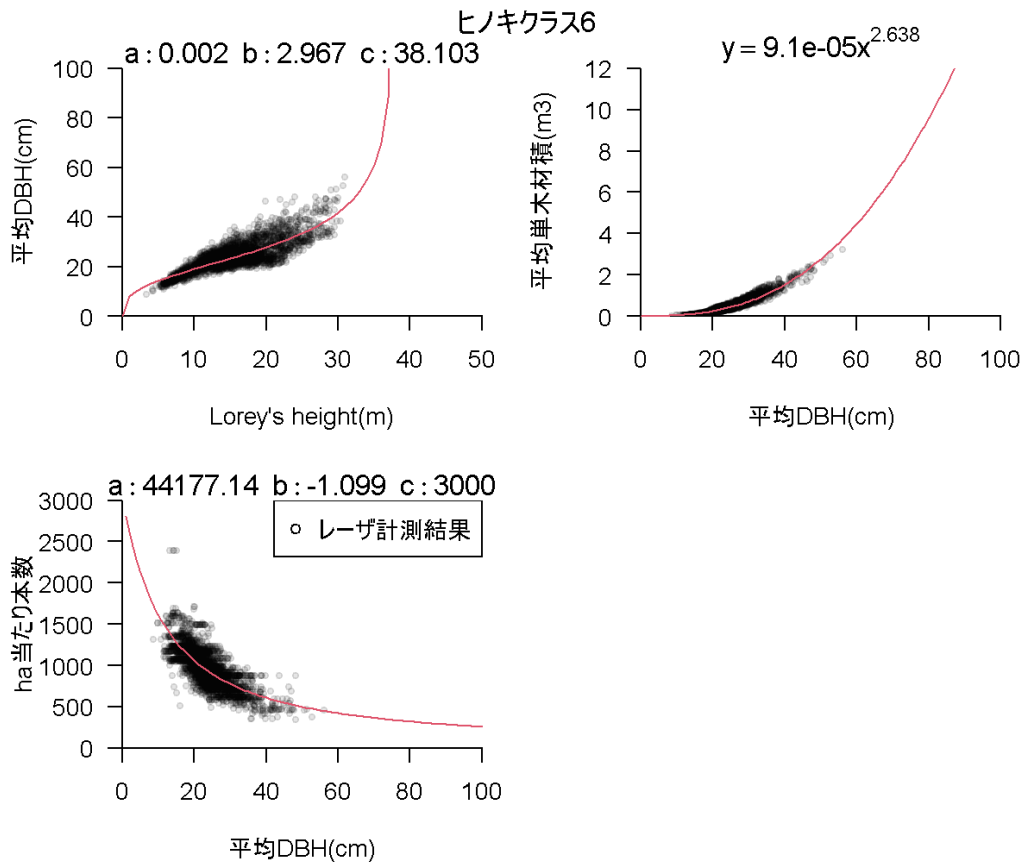 ヒノキクラス6
a : 0.002 b : 2.967 c : 38.103
平均DBH(cm)
100
80
60
40
20
0
0 10 20 30 40 50
Lorey's height(m)
y = 9.1e-05x^2.638
平均単木材積(m3)
12
10
8
6
4
2
0
0 20 40 60 80 100
平均DBH(cm)
a : 44177.14 b : -1.099 c : 3000
ha当たり本数
3000
2500
2000
1500
1000
500
0
レーザ計測結果
0 20 40 60 80 100
平均DBH(cm)